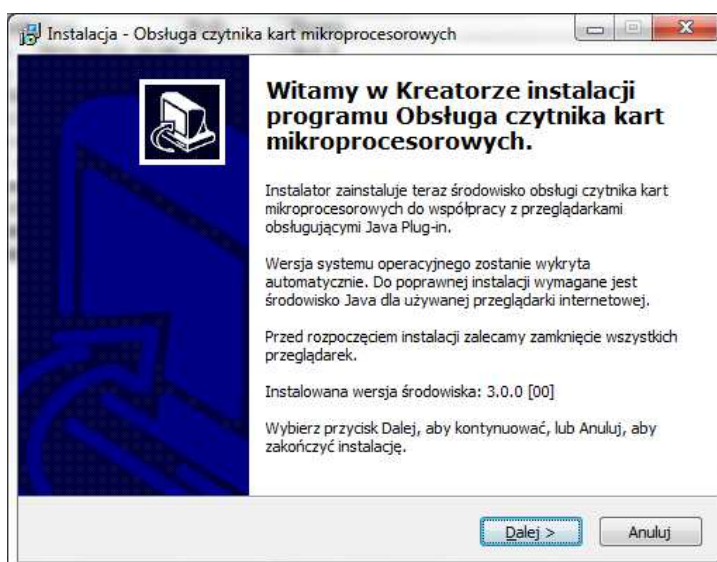 Instalacja - Obsługa czytnika kart mikroprocesorowych
Witamy w Kreatorze instalacji
programu Obsługa czytnika kart
mikroprocesorowych.
Instalator zainstaluje teraz środowisko obsługi czytnika kart
mikroprocesorowych do współpracy z przeglądarkami
obsługującymi Java Plug-in.
Wersja systemu operacyjnego zostanie wykryta
automatycznie. Do poprawnej instalacji wymagane jest
środowisko Java dla używanej przeglądarki internetowej.
Przed rozpoczęciem instalacji zalecamy zamknięcie wszystkich
przeglądarek.
Instalowana wersja środowiska: 3.0.0 [00]
Wybierz przycisk Dalej, aby kontynuować, lub Anuluj, aby
zakończyć instalację.
Dalej > Anuluj